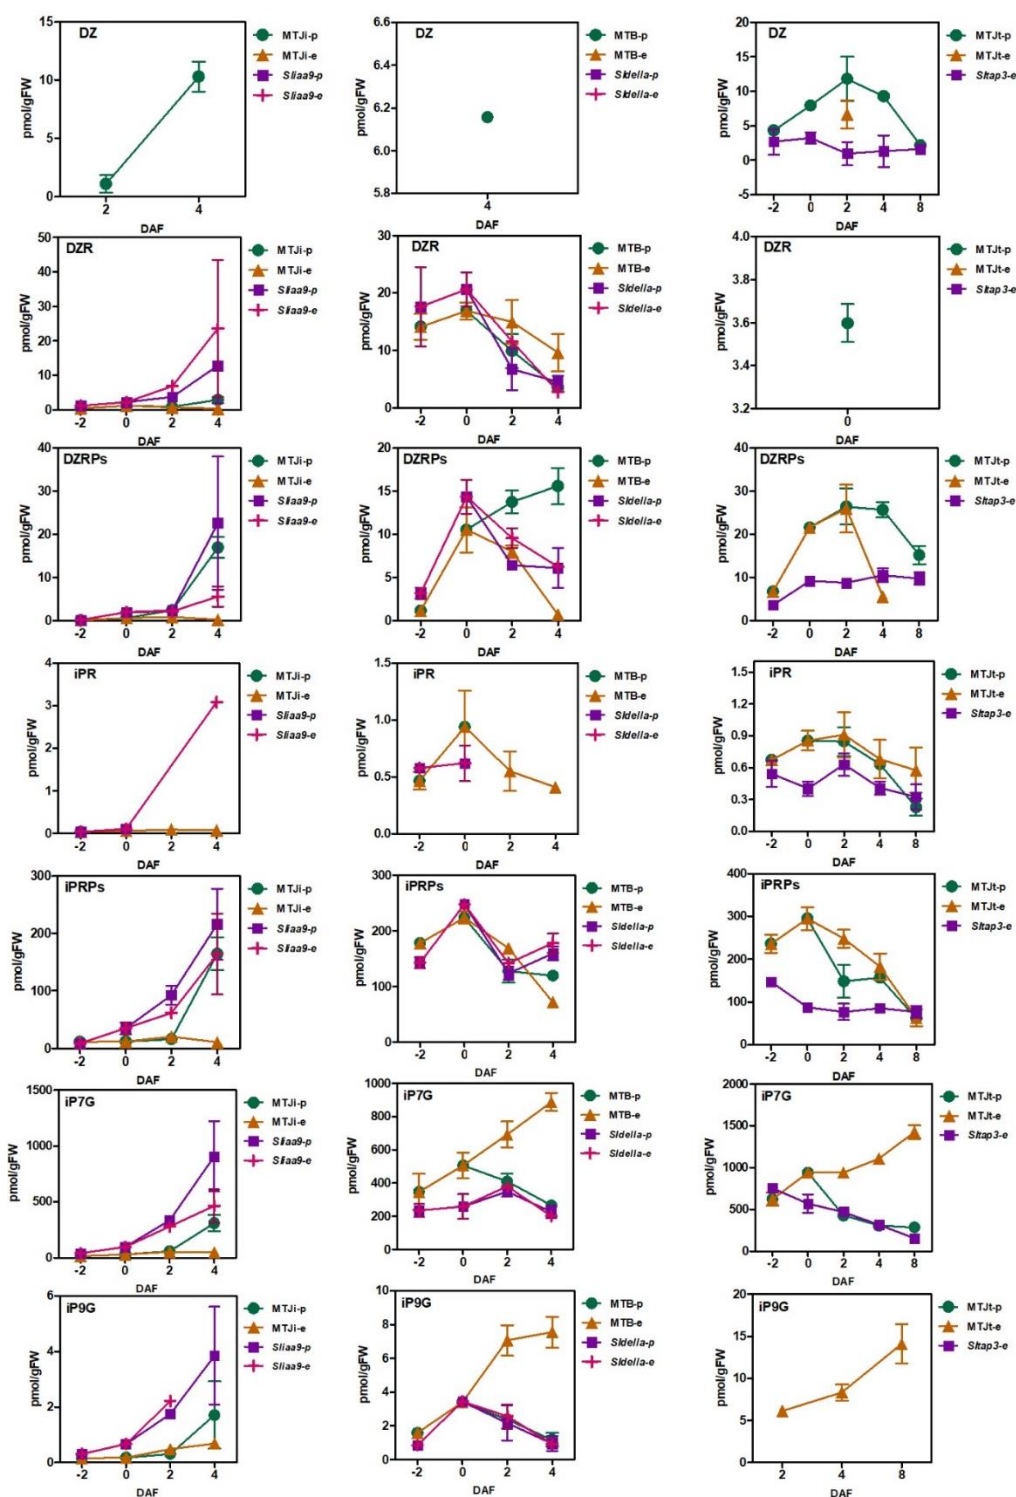 DZ
15
10
5
0
pmol/gFW
2 4
DAF
MTJi-p
MTJi-e
Sliaa9-p
Sliaa9-e
DZ
6.6
6.4
6.2
6.0
5.8
pmol/gFW
4
DAF
MTB-p
MTB-e
Sldella-p
Sldella-e
DZ
20
15
10
5
0
-5
pmol/gFW
-2 0 2 4 8
DAF
MTJt-p
MTJt-e
Sltap3-e
DZR
50
40
30
20
10
0
pmol/gFW
-2 0 2 4
DAF
MTJi-p
MTJi-e
Sliaa9-p
Sliaa9-e
DZR
30
20
10
0
pmol/gFW
-2 0 2 4
DAF
MTB-p
MTB-e
Sldella-p
Sldella-e
DZR
4.0
3.8
3.6
3.4
3.2
pmol/gFW
0
DAF
MTJt-p
MTJt-e
Sltap3-e
DZRPs
40
30
20
10
0
pmol/gFW
-2 0 2 4
DAF
MTJi-p
MTJi-e
Sliaa9-p
Sliaa9-e
DZRPs
20
15
10
5
0
pmol/gFW
-2 0 2 4
DAF
MTB-p
MTB-e
Sldella-p
Sldella-e
DZRPs
40
30
20
10
0
pmol/gFW
-2 0 2 4 8
DAF
MTJt-p
MTJt-e
Sltap3-e
iPR
4
3
2
1
0
pmol/gFW
-2 0 2 4
DAF
MTJi-p
MTJi-e
Sliaa9-p
Sliaa9-e
iPR
1.5
1.0
0.5
0.0
pmol/gFW
-2 0 2 4
DAF
MTB-p
MTB-e
Sldella-p
Sldella-e
iPR
1.5
1.2
0.9
0.6
0.3
0.0
pmol/gFW
-2 0 2 4 8
DAF
MTJt-p
MTJt-e
Sltap3-e
iPRPs
300
200
100
0
pmol/gFW
-2 0 2 4
DAF
MTJi-p
MTJi-e
Sliaa9-p
Sliaa9-e
iPRPs
300
200
100
0
pmol/gFW
-2 0 2 4
DAF
MTB-p
MTB-e
Sldella-p
Sldella-e
iPRPs
400
300
200
100
0
pmol/gFW
-2 0 2 4 8
DAF
MTJt-p
MTJt-e
Sltap3-e
iP7G
1500
1000
500
0
pmol/gFW
-2 0 2 4
DAF
MTJi-p
MTJi-e
Sliaa9-p
Sliaa9-e
iP7G
1000
800
600
400
200
0
pmol/gFW
-2 0 2 4
DAF
MTB-p
MTB-e
Sldella-p
Sldella-e
iP7G
2000
1500
1000
500
0
pmol/gFW
-2 0 2 4 8
DAF
MTJt-p
MTJt-e
Sltap3-e
iP9G
6
4
2
0
pmol/gFW
-2 0 2 4
DAF
MTJi-p
MTJi-e
Sliaa9-p
Sliaa9-e
iP9G
10
8
6
4
2
0
pmol/gFW
-2 0 2 4
DAF
MTB-p
MTB-e
Sldella-p
Sldella-e
iP9G
20
15
10
5
0
pmol/gFW
2 4 8
DAF
MTJt-p
MTJt-e
Sltap3-e